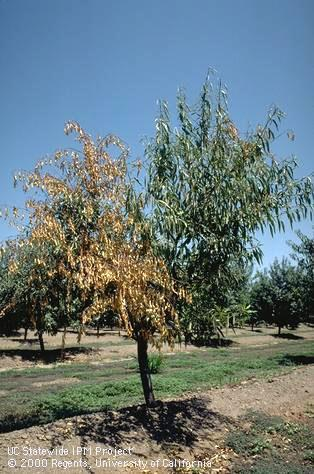 UC Statewide IPM Project
© 2000 Regents, University of California